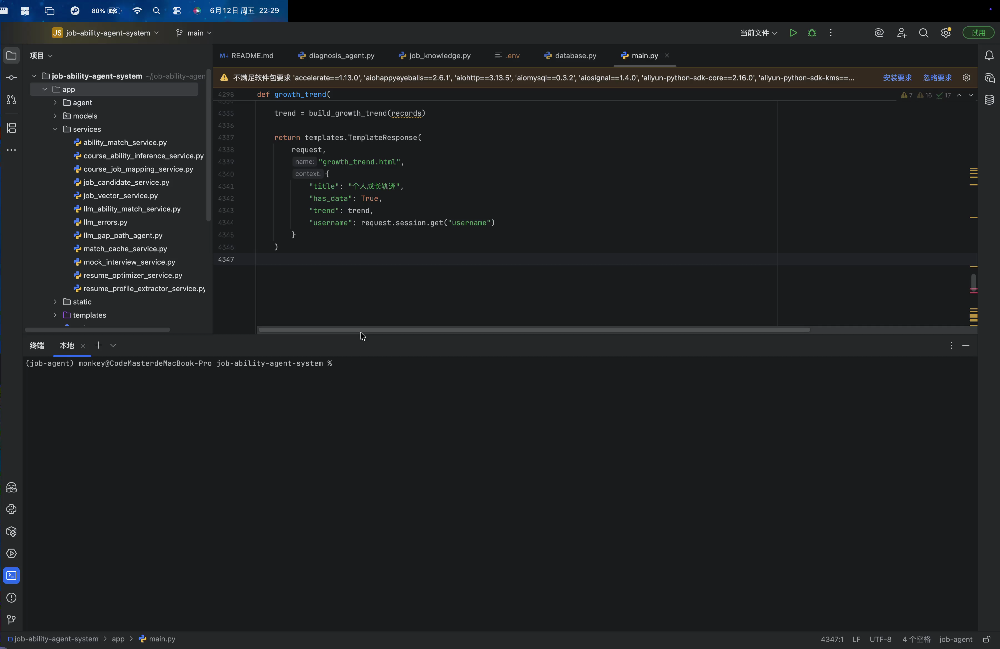 80%
6月12日 周五 22:29
JS job-ability-agent-system
main
当前文件
试用
项目
README.md
diagnosis_agent.py
job_knowledge.py
.env
database.py
main.py
job-ability-agent-system ~/job-ability-agen
app
agent
models
services
ability_match_service.py
course_ability_inference_service.py
course_job_mapping_service.py
job_candidate_service.py
job_vector_service.py
llm_ability_match_service.py
llm_errors.py
llm_gap_path_agent.py
match_cache_service.py
mock_interview_service.py
resume_optimizer_service.py
resume_profile_extractor_service.py
static
templates
不满足软件包要求 'accelerate==1.13.0', 'aiohappyeyeballs==2.6.1', 'aiohttp==3.13.5', 'aiomysql==0.3.2', 'aiosignal==1.4.0', 'aliyun-python-sdk-core==2.16.0', 'aliyun-python-sdk-kms==...
安装要求 忽略要求
4298 def growth_trend(
7 16 17
4334
4335 trend = build_growth_trend(records)
4336
4337 return templates.TemplateResponse(
4338 request,
4339 name: "growth_trend.html",
4340 context: {
4341 "title": "个人成长轨迹",
4342 "has_data": True,
4343 "trend": trend,
4344 "username": request.session.get("username")
4345 }
4346 )
4347
终端 本地
(job-agent) monkey@CodeMasterdeMacBook-Pro job-ability-agent-system %
job-ability-agent-system > app > main.py
4347:1 LF UTF-8 4 个空格 job-agent